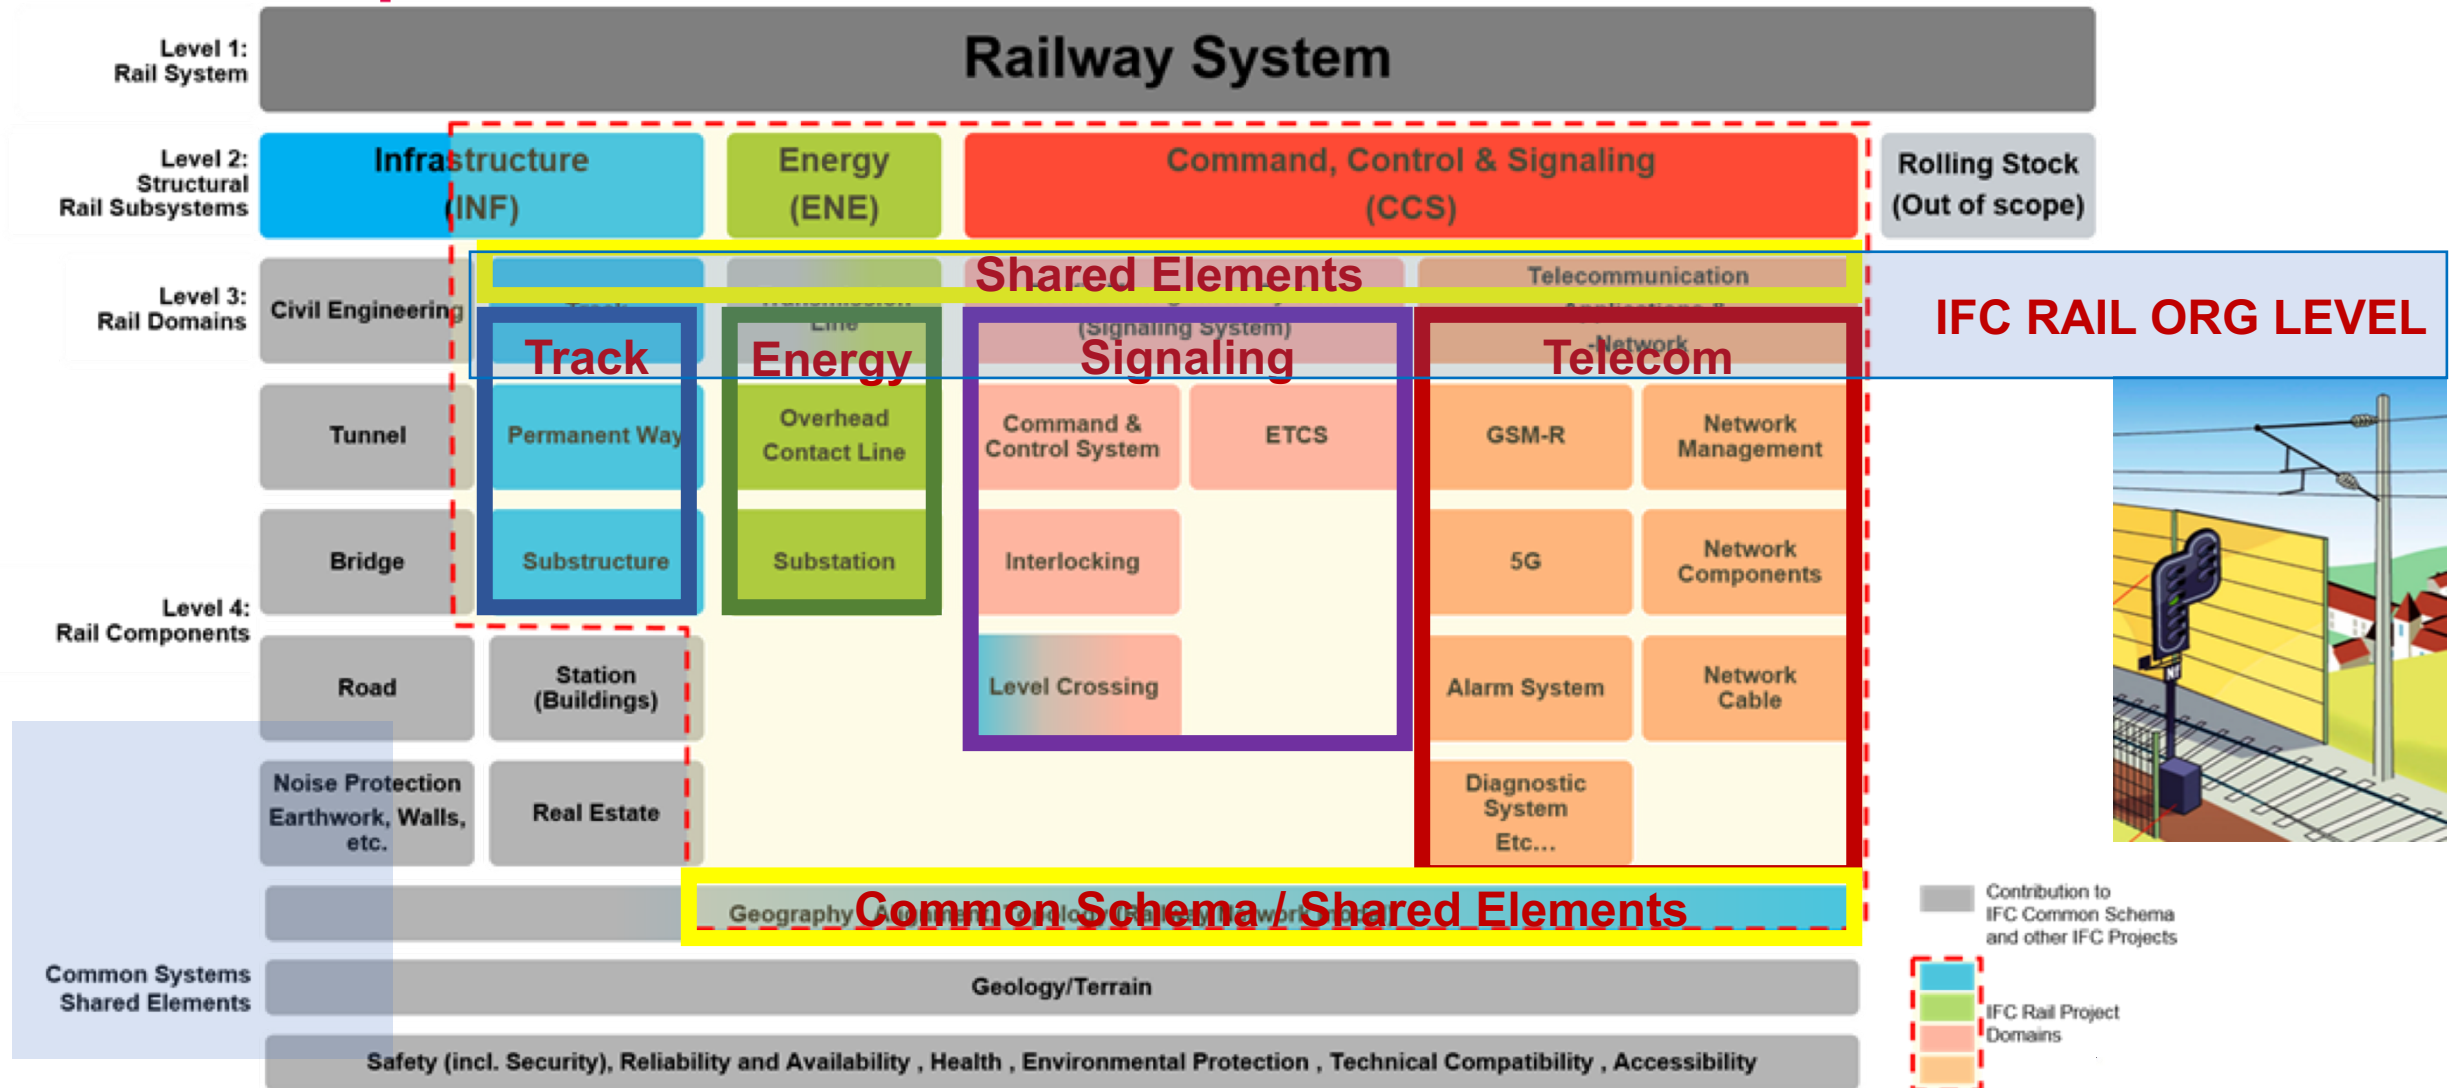 Level 1:
Rail System
Railway System
Level 2:
Structural
Rail Subsystems
Infrastructure
(INF)
Energy
(ENE)
Command, Control & Signaling
(CCS)
Rolling Stock
(Out of scope)
Level 3:
Rail Domains
Civil Engineering
Shared Elements
Line
(Signaling System)
Telecommunication
-Network
IFC RAIL ORG LEVEL
Track
Energy
Signaling
Telecom
Level 4:
Rail Components
Tunnel
Permanent Way
Overhead
Contact Line
Command &
Control System
ETCS
GSM-R
Network
Management
Bridge
Substructure
Substation
Interlocking
5G
Network
Components
Road
Station
(Buildings)
Level Crossing
Alarm System
Network
Cable
Noise Protection
Earthwork, Walls,
etc.
Real Estate
Diagnostic
System
Etc...
Geography
Common Schema / Shared Elements
Common Systems
Shared Elements
Geology/Terrain
Safety (incl. Security), Reliability and Availability , Health , Environmental Protection , Technical Compatibility , Accessibility
Contribution to
IFC Common Schema
and other IFC Projects
IFC Rail Project
Domains